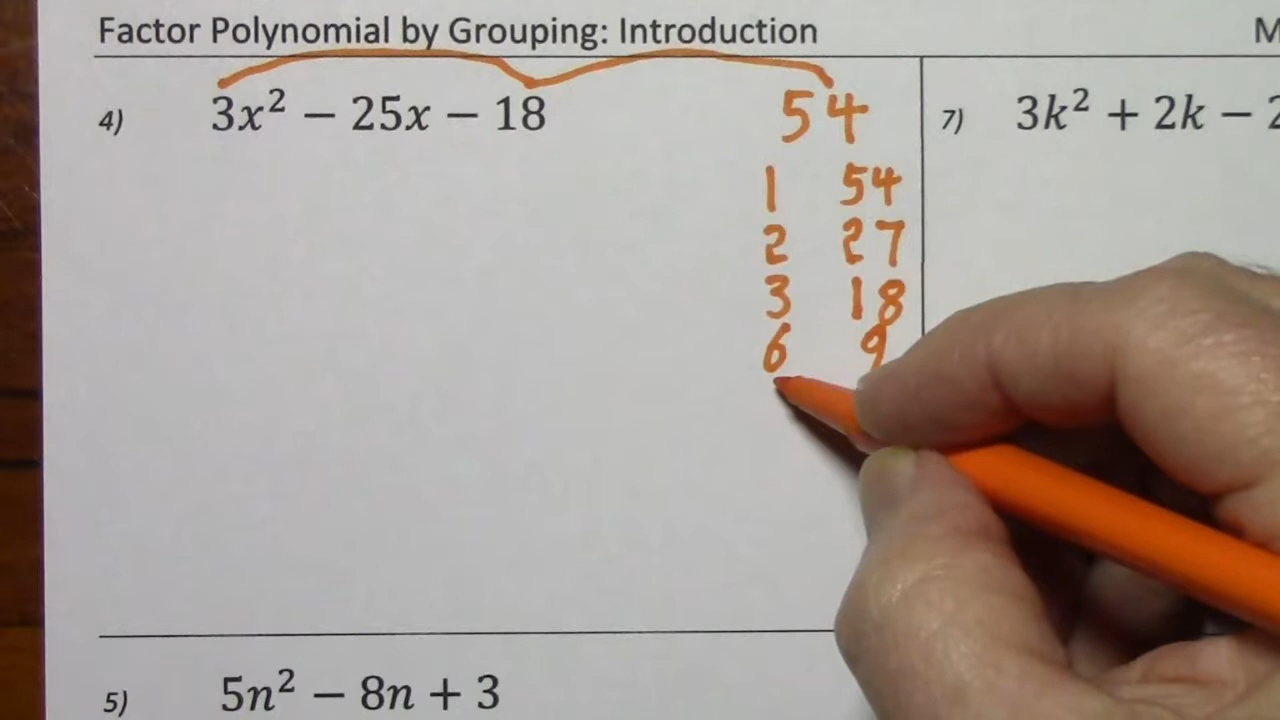 Factor Polynomial by Grouping: Introduction M
4) 3x² − 25x − 18 54
7) 3k² + 2k − 2
1 54
2 27
3 18
6 9
5) 5n² − 8n + 3